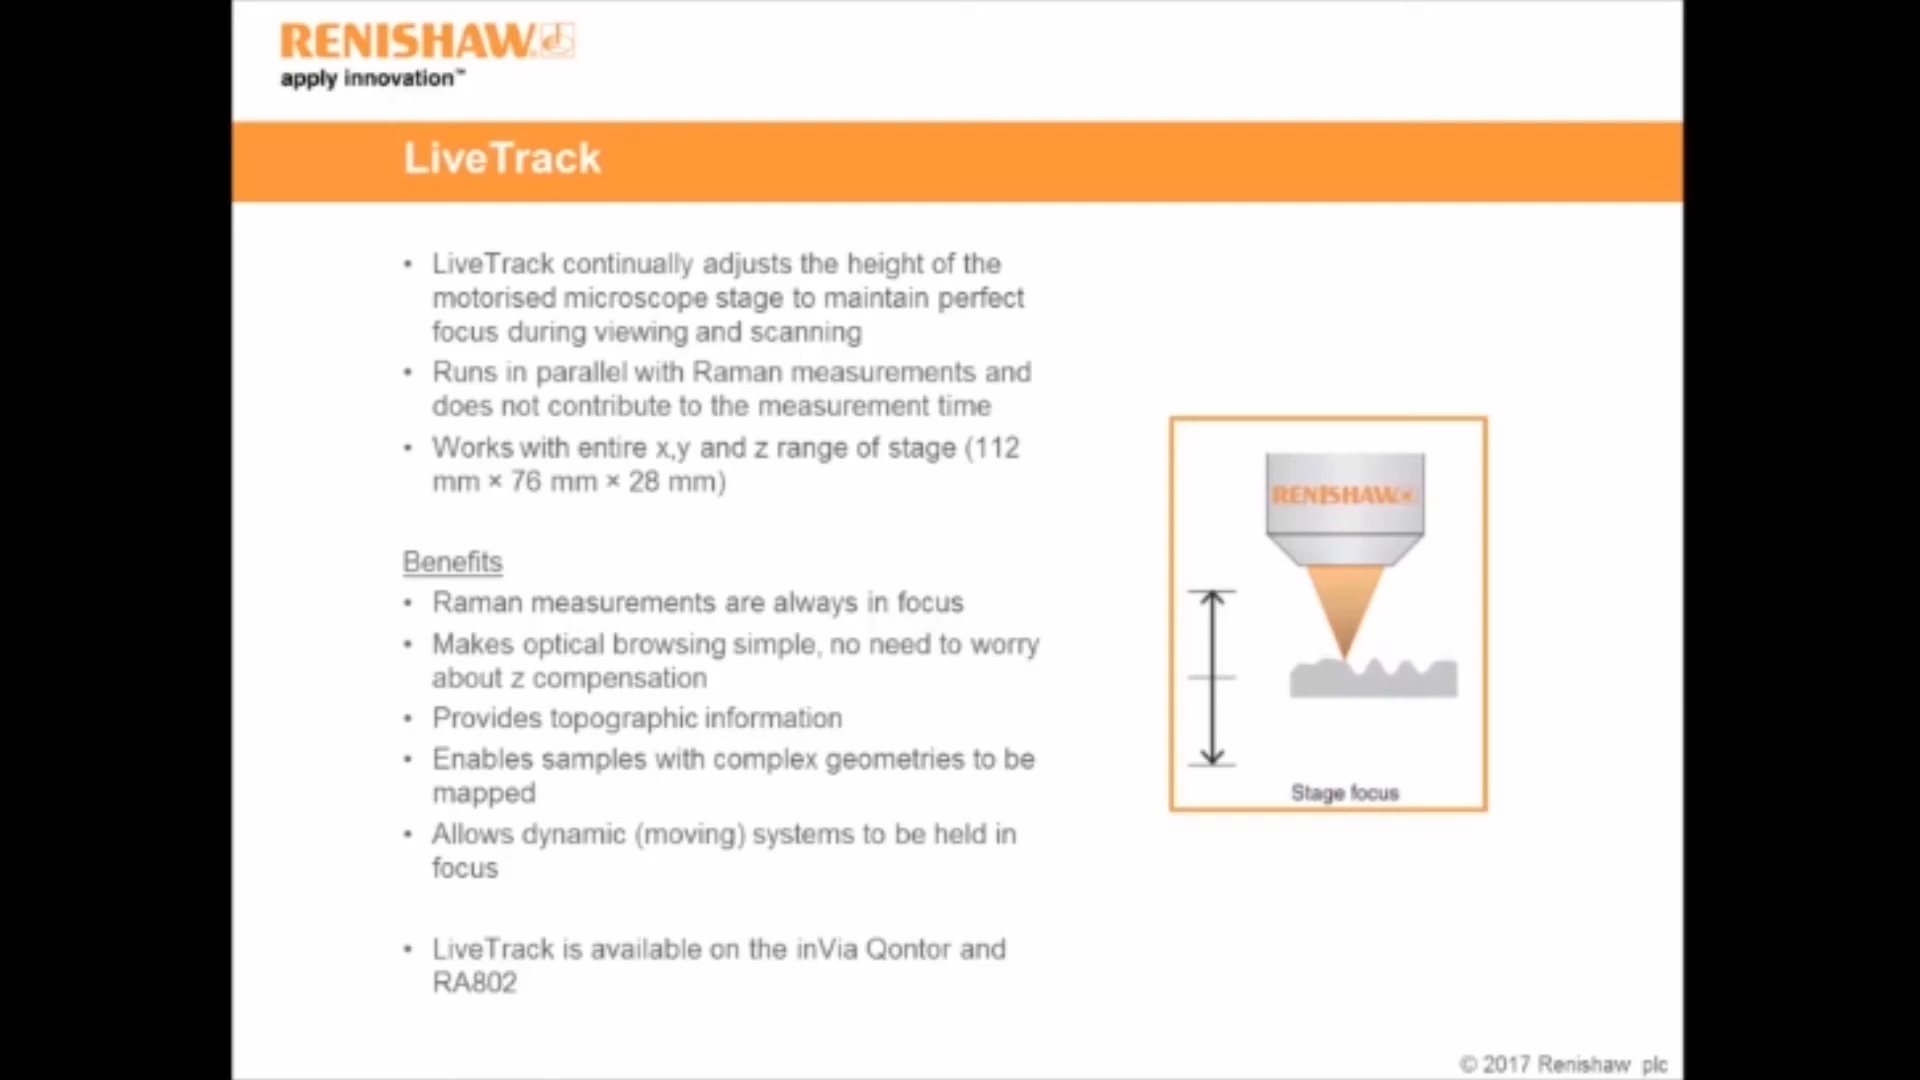 RENISHAW
apply innovation™
LiveTrack
• LiveTrack continually adjusts the height of the
motorised microscope stage to maintain perfect
focus during viewing and scanning
• Runs in parallel with Raman measurements and
does not contribute to the measurement time
• Works with entire x,y and z range of stage (112
mm × 76 mm × 28 mm)
Benefits
• Raman measurements are always in focus
• Makes optical browsing simple, no need to worry
about z compensation
• Provides topographic information
• Enables samples with complex geometries to be
mapped
• Allows dynamic (moving) systems to be held in
focus
• LiveTrack is available on the inVia Qontor and
RA802
RENISHAW
Stage focus
© 2017 Renishaw plc